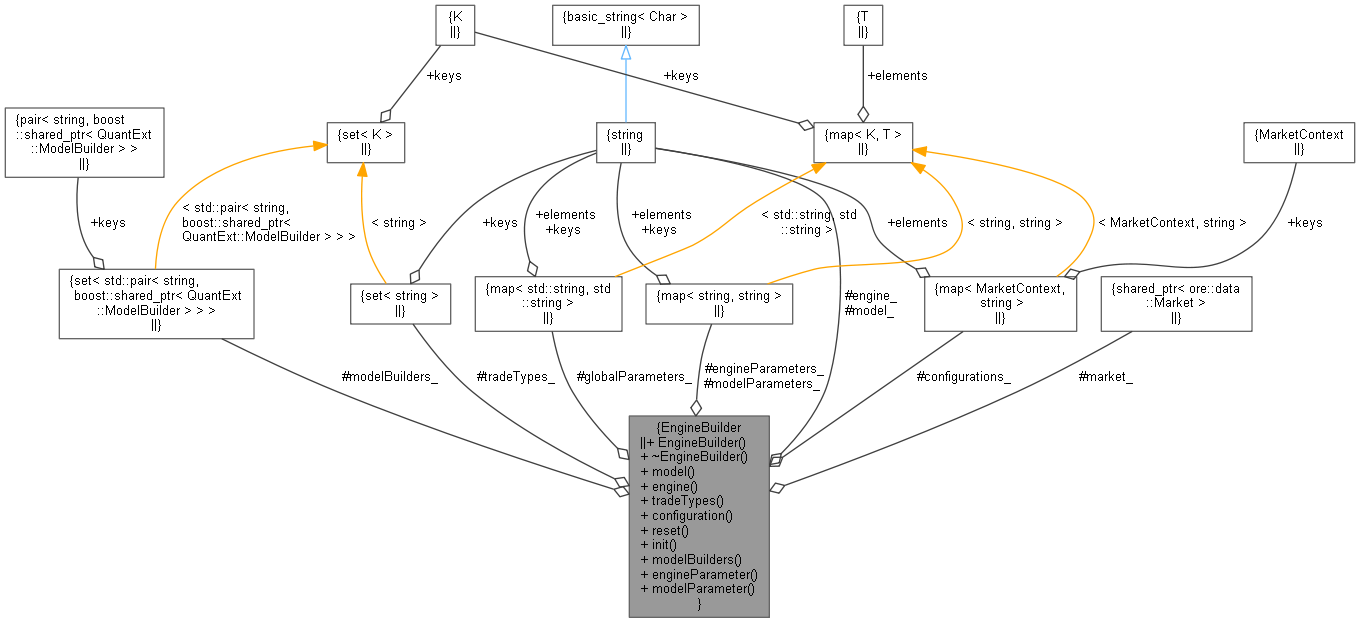 {K
||}
{basic_string< Char >
||}
{T
||}
+keys
+keys
+elements
{pair< string, boost
::shared_ptr< QuantExt
::ModelBuilder > >
||}
{set< K >
||}
{string
||}
{map< K, T >
||}
{MarketContext
||}
+keys
< std::pair< string,
boost::shared_ptr<
QuantExt::ModelBuilder > > >
< string >
+keys
+elements
+keys
+elements
+keys
< std::string, std
::string >
+elements
< string, string >
< MarketContext, string >
+keys
{set< std::pair< string,
boost::shared_ptr< QuantExt
::ModelBuilder > > >
||}
{set< string >
||}
{map< std::string, std
::string >
||}
{map< string, string >
||}
#engine_
#model_
{map< MarketContext,
string >
||}
{shared_ptr< ore::data
::Market >
||}
#modelBuilders_
#tradeTypes_
#globalParameters_
#engineParameters_
#modelParameters_
#configurations_
#market_
{EngineBuilder
||+ EngineBuilder()
+ ~EngineBuilder()
+ model()
+ engine()
+ tradeTypes()
+ configuration()
+ reset()
+ init()
+ modelBuilders()
+ engineParameter()
+ modelParameter()
}